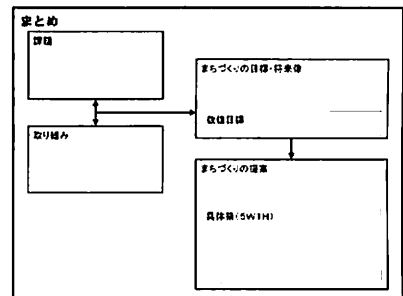 まとめ
課題
まちづくりの目標・将来像
数値目標
取り組み
まちづくりの提案
具体策(5W1H)